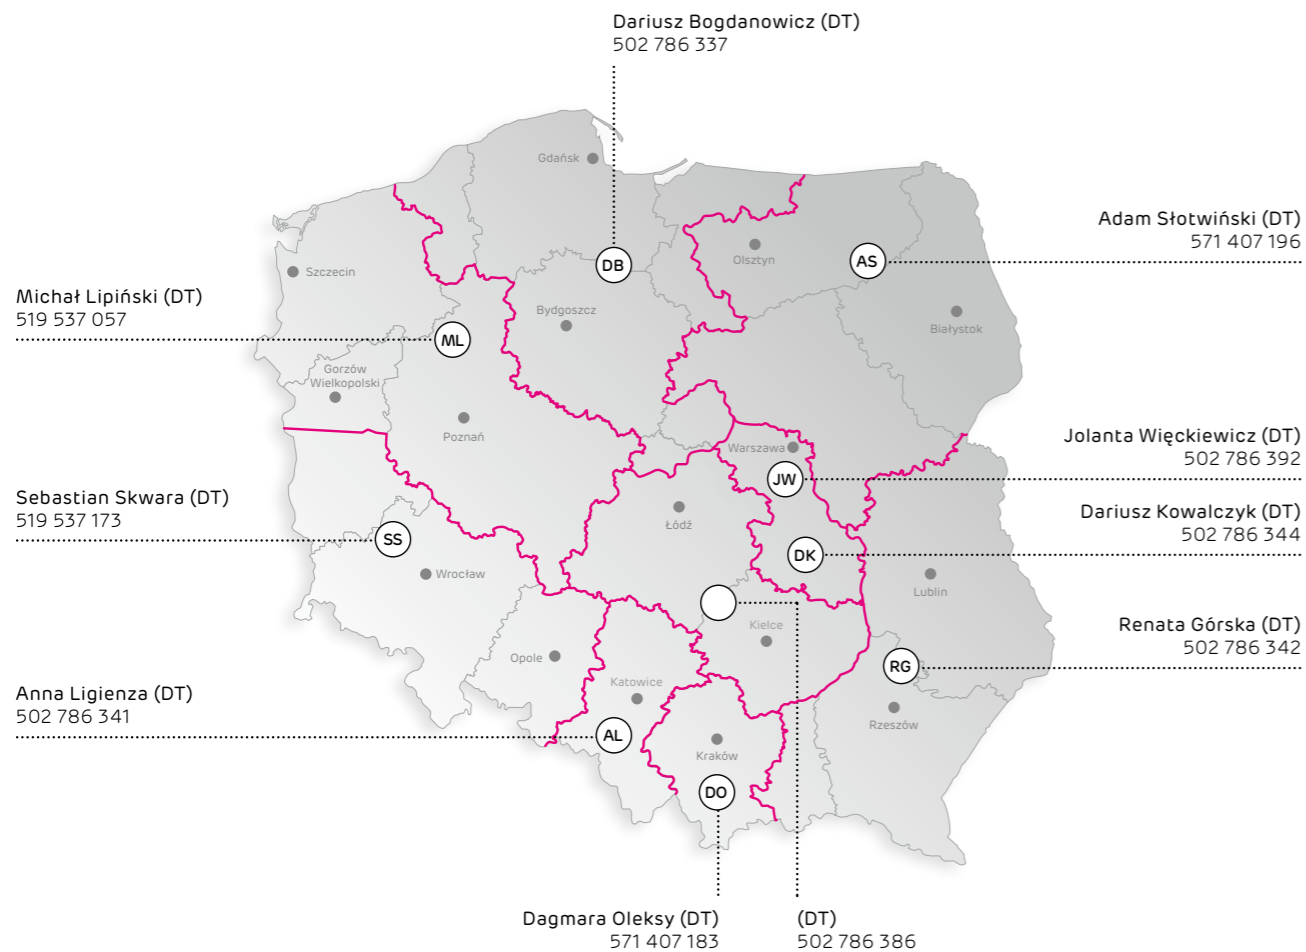 Dariusz Bogdanowicz (DT)
502 786 337
Gdańsk
Adam Słotwiński (DT)
571 407 196
Olsztyn
DB
AS
Szczecin
Michał Lipiński (DT)
519 537 057
Bydgoszcz
Białystok
ML
Gorzów
Wielkopolski
Poznań
Jolanta Więckiewicz (DT)
502 786 392
Warszawa
JW
Sebastian Skwara (DT)
519 537 173
Łódź
Dariusz Kowalczyk (DT)
502 786 344
SS
DK
Wrocław
Lublin
Kielce
Renata Górska (DT)
502 786 342
Opole
RG
Katowice
Anna Ligienza (DT)
502 786 341
Rzeszów
AL
Kraków
DO
Dagmara Oleksy (DT)
571 407 183
(DT)
502 786 386